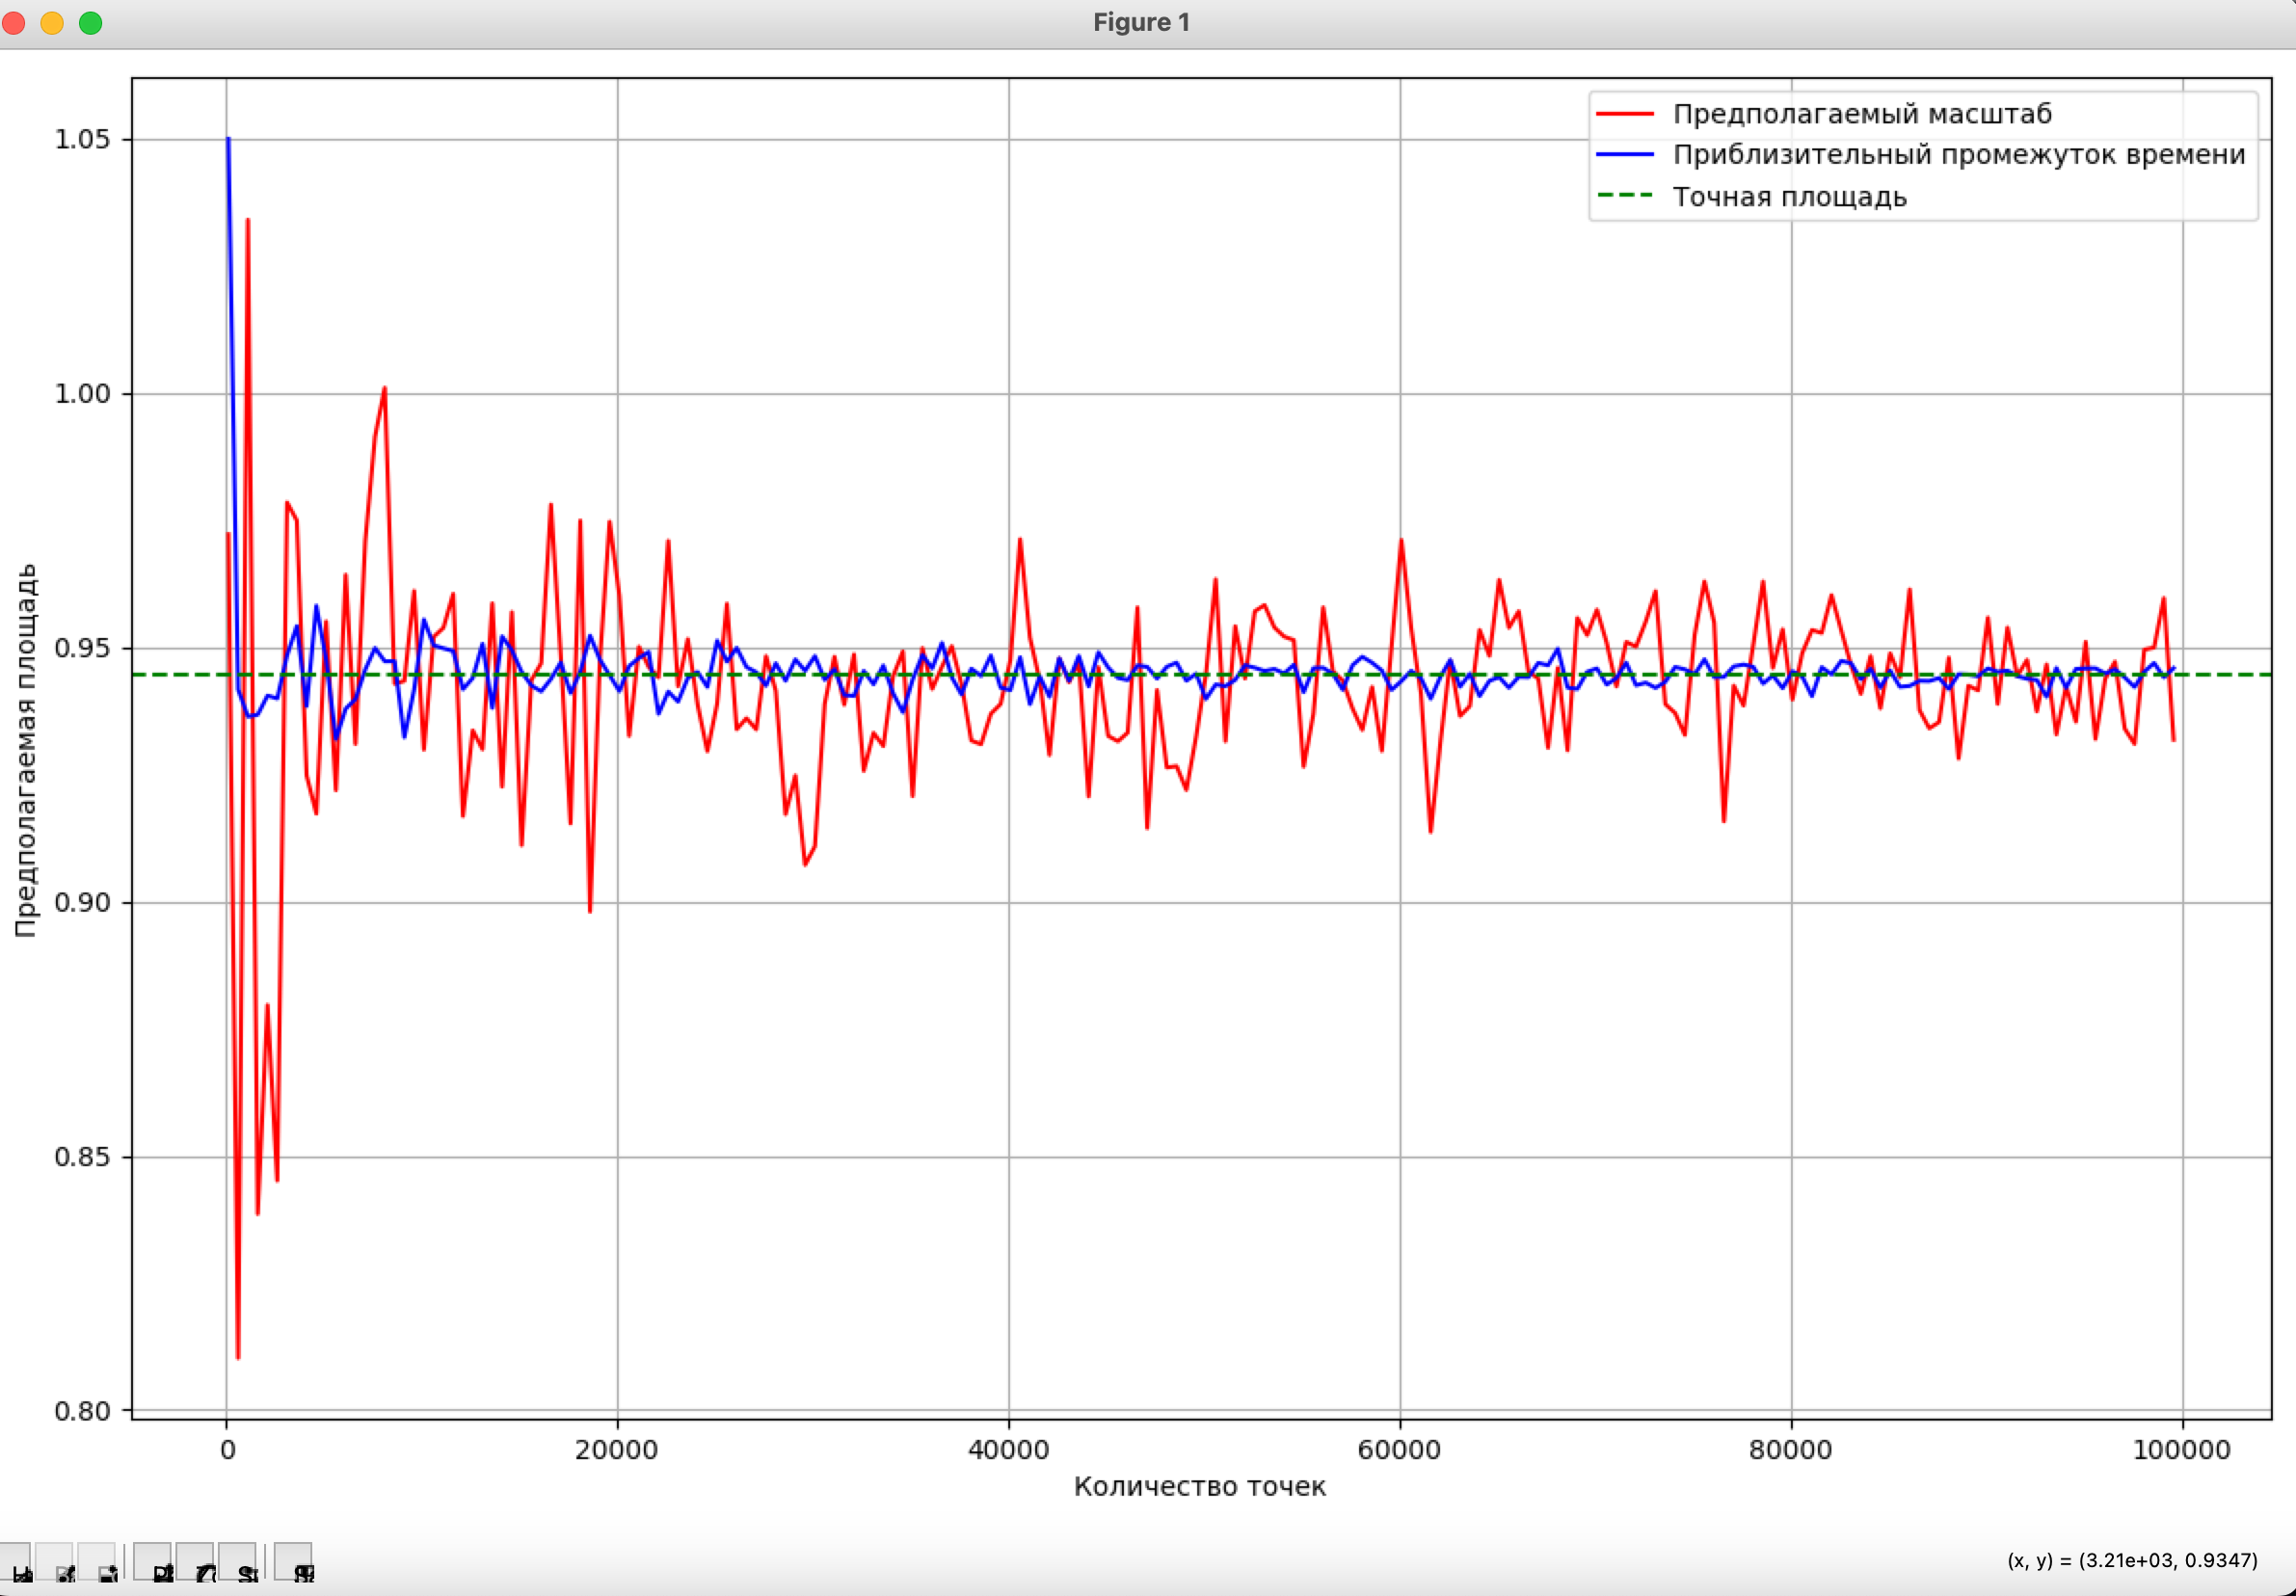 Figure 1
Предполагаемый масштаб
Приблизительный промежуток времени
Точная площадь
1.05
1.00
0.95
0.90
0.85
0.80
Предполагаемая площадь
0 20000 40000 60000 80000 100000
Количество точек
(x, y) = (3.21e+03, 0.9347)